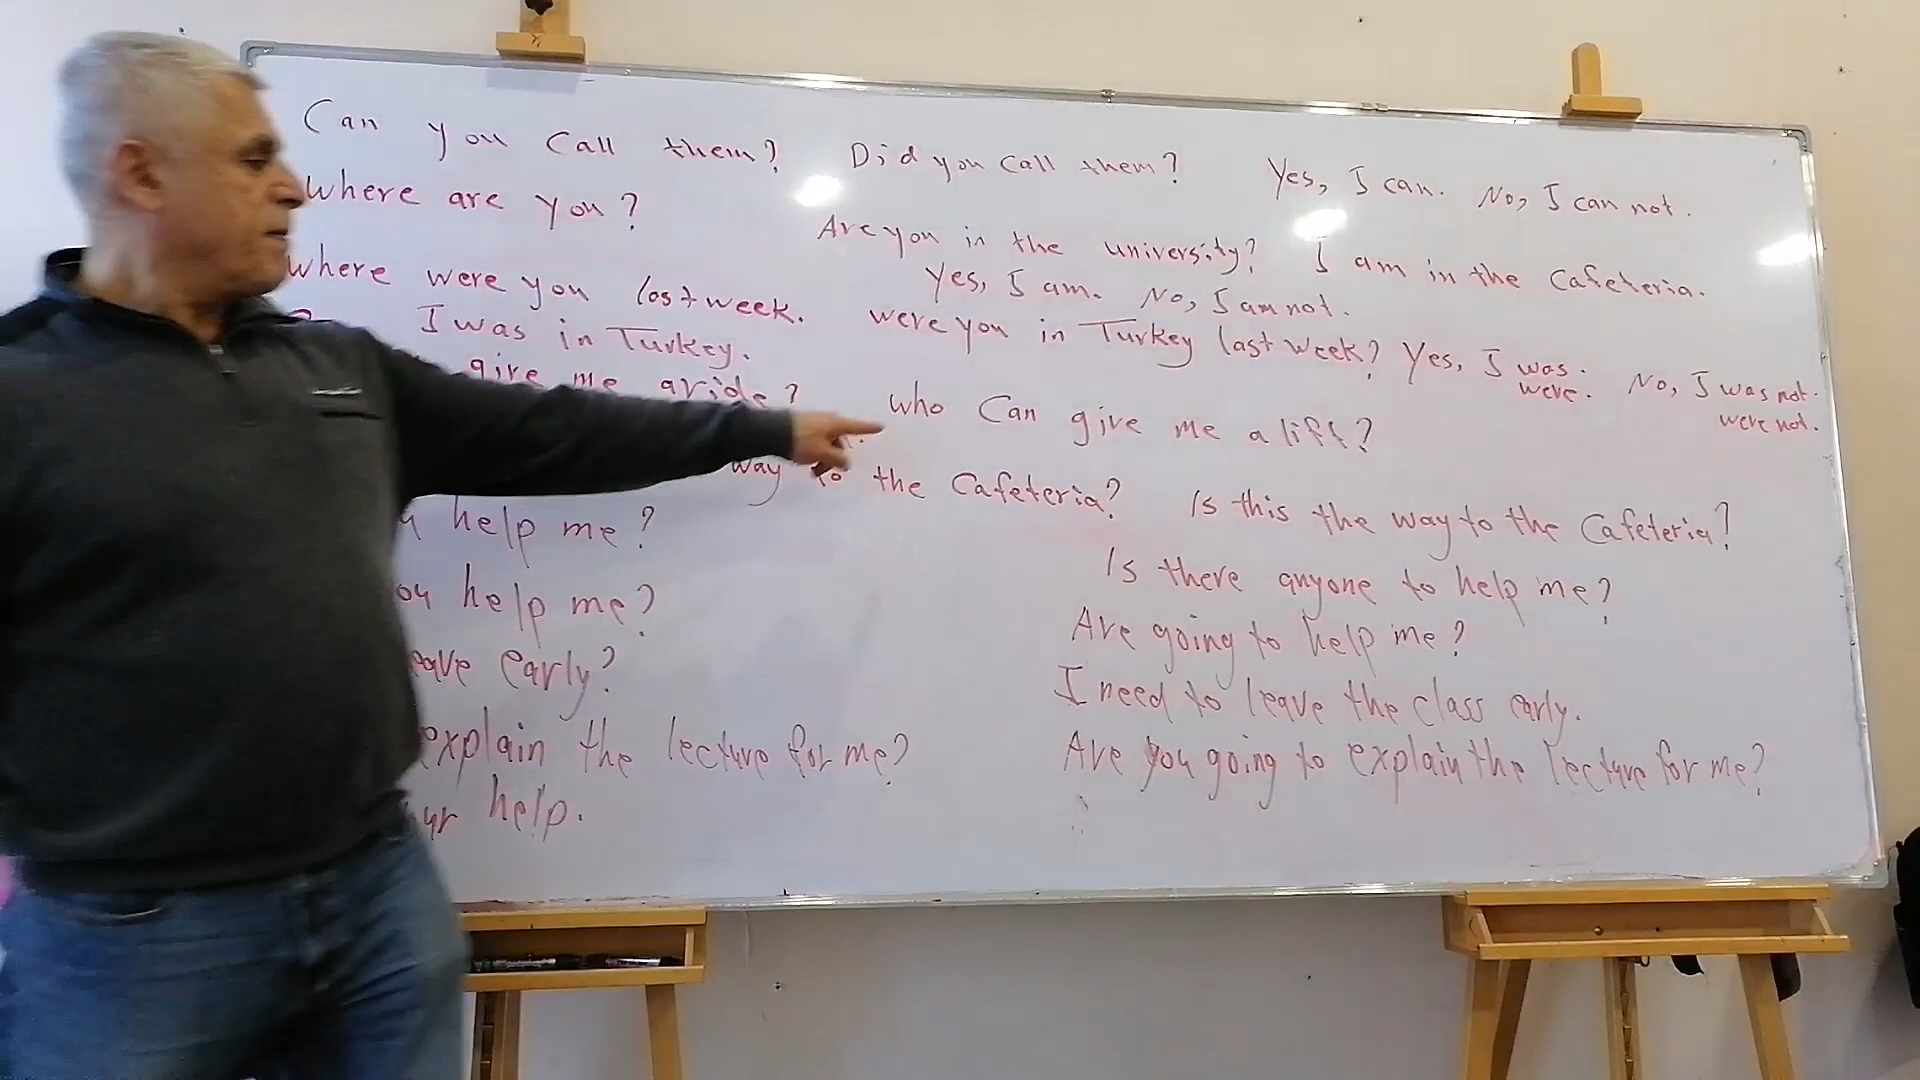 Can you Call them? Did you call them? Yes, I can. No, I can not.
Where are you? Are you in the university? I am in the Cafeteria.
Yes, I am. No, I am not.
Where were you last week. were you in Turkey last week? Yes, I was. No, I was not.
were. were not.
I was in Turkey.
give me a ride? who Can give me a lift?
way to the Cafeteria? Is this the way to the Cafeteria?
help me? Is there anyone to help me?
help me? Are going to help me?
early? I need to leave the class early.
explain the lecture for me? Are you going to explain the lecture for me?
help.